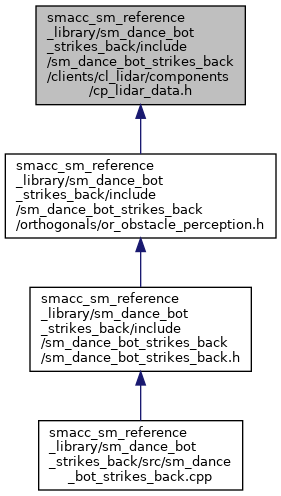 smacc_sm_reference
_library/sm_dance_bot
_strikes_back/include
/sm_dance_bot_strikes_back
/clients/cl_lidar/components
/cp_lidar_data.h
smacc_sm_reference
_library/sm_dance_bot
_strikes_back/include
/sm_dance_bot_strikes_back
/orthogonals/or_obstacle_perception.h
smacc_sm_reference
_library/sm_dance_bot
_strikes_back/include
/sm_dance_bot_strikes_back
/sm_dance_bot_strikes_back.h
smacc_sm_reference
_library/sm_dance_bot
_strikes_back/src/sm_dance
_bot_strikes_back.cpp